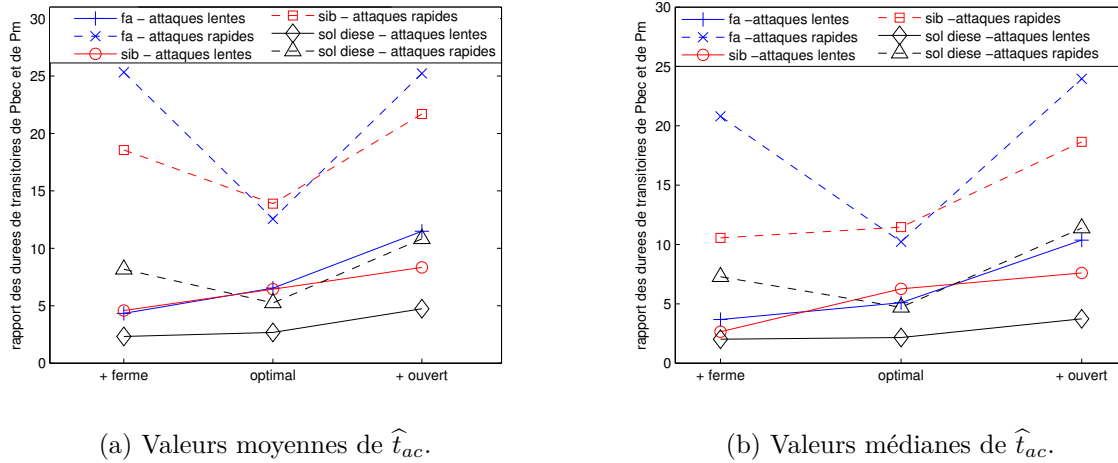 rapport des durees de transitoires de Pbec et de Pm
30
25
20
15
10
5
0
fa -attaques lentes
fa -attaques rapides
sib -attaques lentes
sib - attaques rapides
sol diese -attaques lentes
sol diese -attaques rapides
+ ferme
optimal
+ ouvert
(a) Valeurs moyennes de t̂ac.
rapport des durees de transitoires de Pbec et de Pm
30
25
20
15
10
5
0
fa -attaques lentes
fa -attaques rapides
sib -attaques lentes
sib -attaques rapides
sol diese -attaques lentes
sol diese -attaques rapides
+ ferme
optimal
+ ouvert
(b) Valeurs médianes de t̂ac.